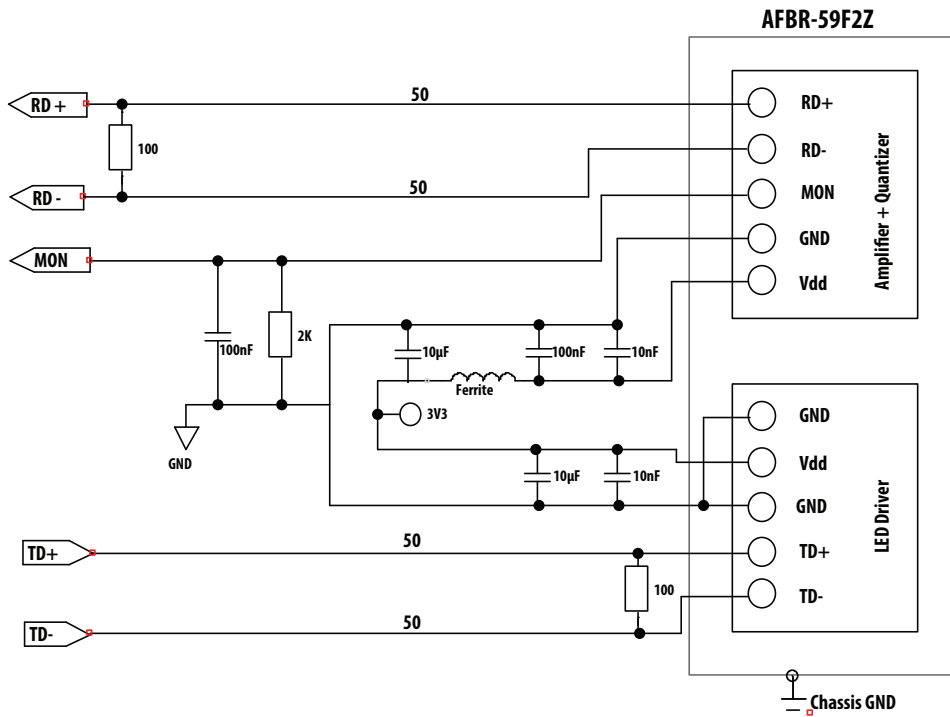 AFBR-59F2Z
RD +
50
RD+
100
RD-
RD -
50
MON
Amplifier + Quantizer
MON
GND
Vdd
100nF
2K
10µF
100nF
10nF
Ferrite
3V3
GND
GND
Vdd
10µF
10nF
GND
LED Driver
TD+
50
TD+
100
TD-
TD-
50
Chassis GND